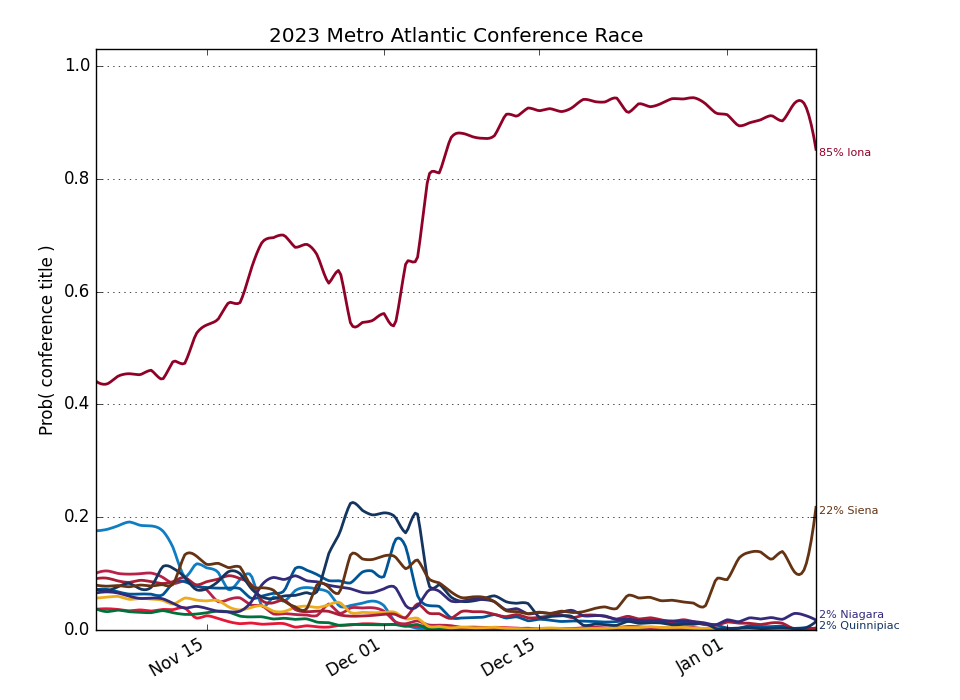 2023 Metro Atlantic Conference Race
1.0
0.8
0.6
0.4
0.2
0.0
Prob( conference title )
85% Iona
22% Siena
2% Niagara
2% Quinnipiac
Nov 15
Dec 01
Dec 15
Jan 01